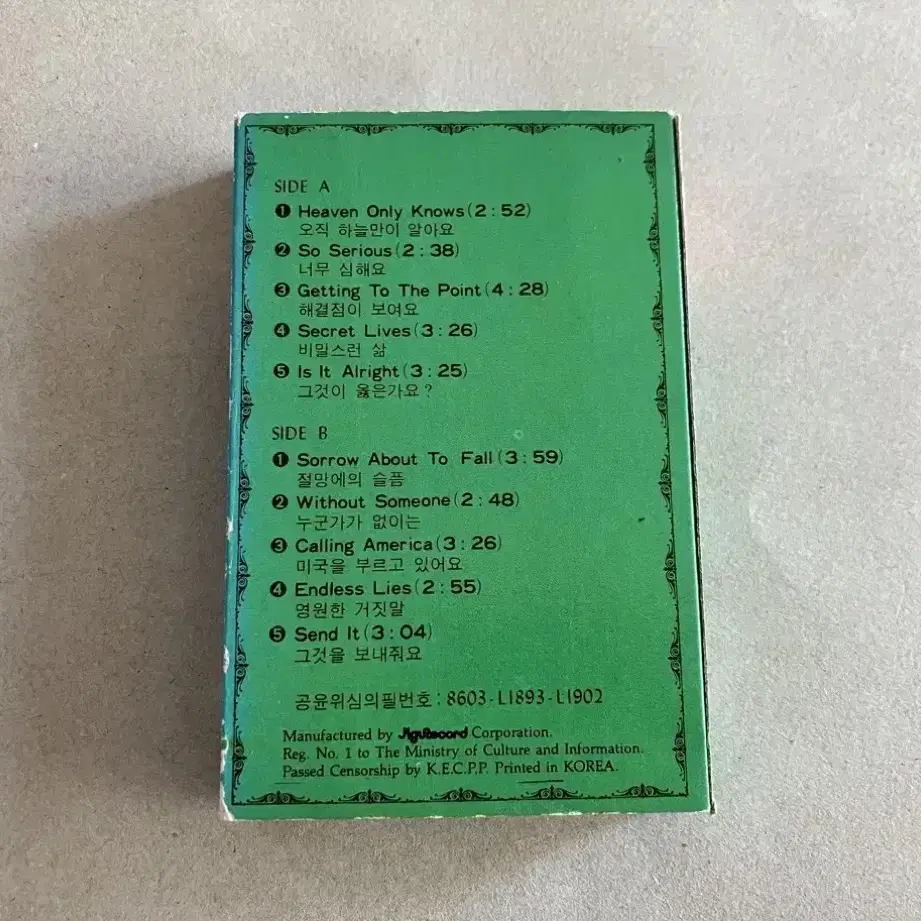 SIDE A
❶ Heaven Only Knows(2:52)
오직 하늘만이 알아요
❷ So Serious(2:38)
너무 심해요
❸ Getting To The Point(4:28)
해결점이 보여요
❹ Secret Lives(3:26)
비밀스런 삶
❺ Is It Alright(3:25)
그것이 옳은가요?
SIDE B
❶ Sorrow About To Fall(3:59)
절망에의 슬픔
❷ Without Someone(2:48)
누군가가 없이는
❸ Calling America(3:26)
미국을 부르고 있어요
❹ Endless Lies(2:55)
영원한 거짓말
❺ Send It(3:04)
그것을 보내줘요
공윤위심의필번호: 8603-L1893-L1902
Manufactured by JiguRecord Corporation.
Reg. No. 1 to The Ministry of Culture and Information.
Passed Censorship by K.E.C.P.P. Printed in KOREA.